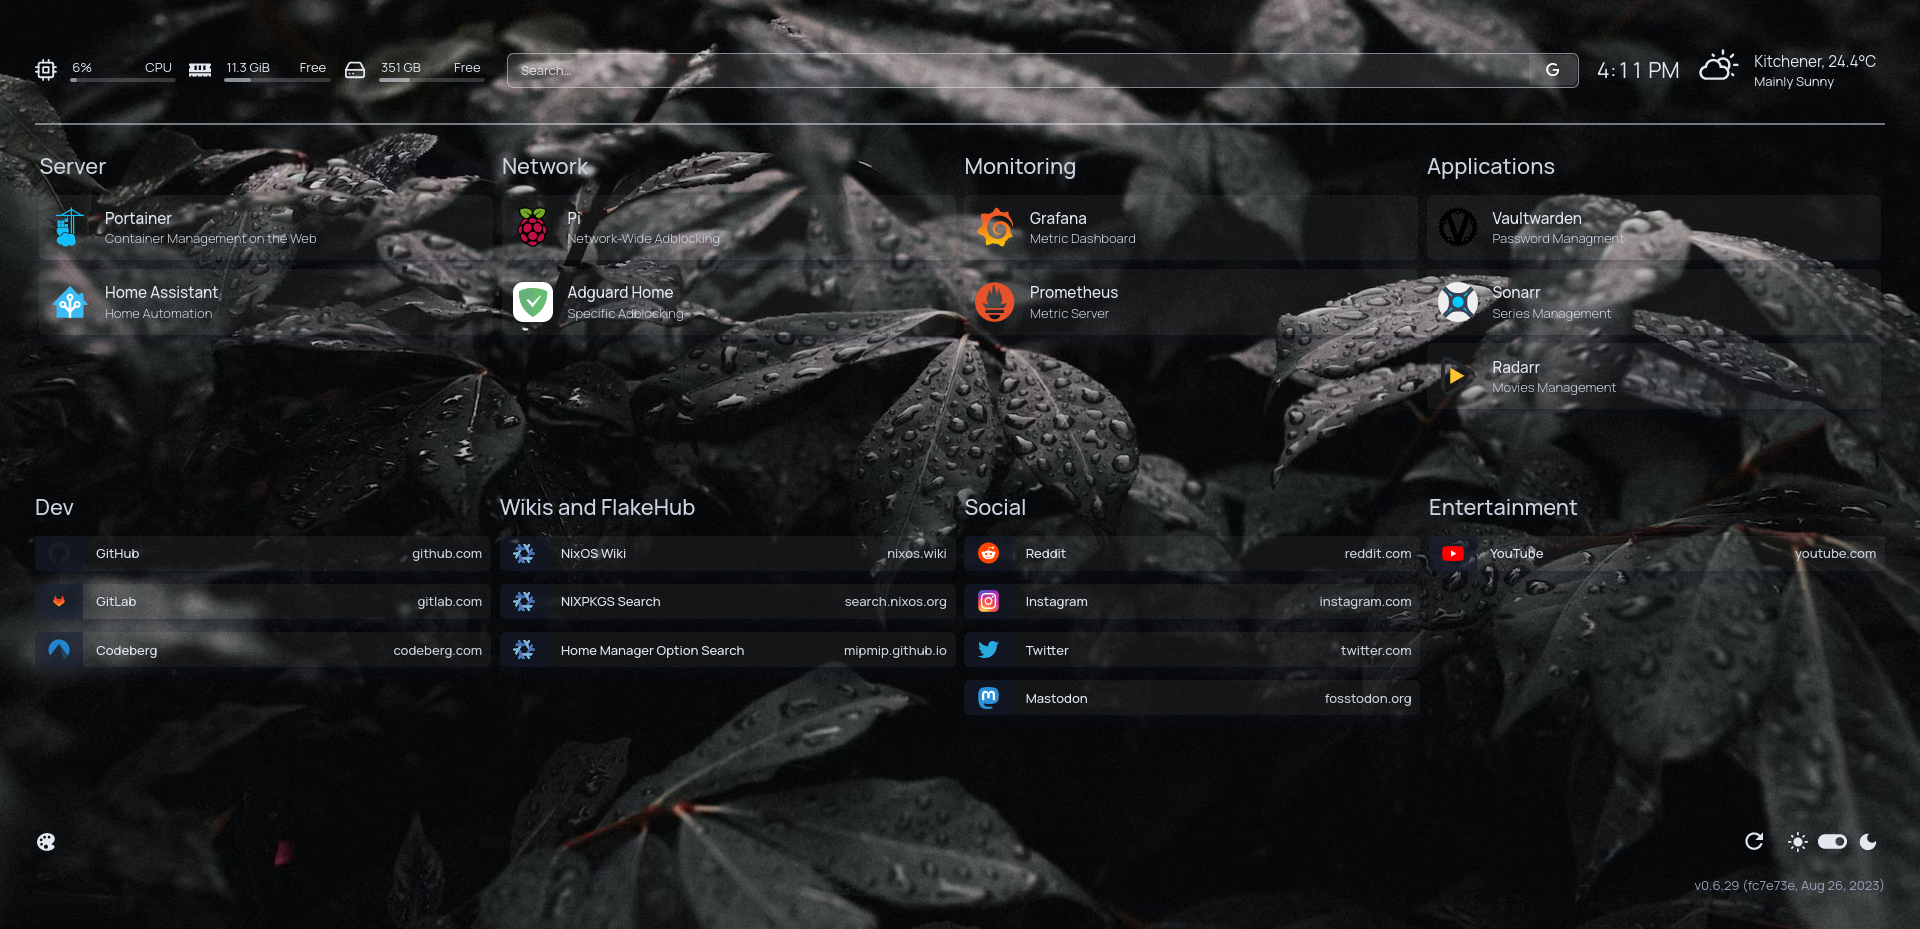 6% CPU
11.3 GiB Free
351 GB Free
Search...
G
4:11 PM
Kitchener, 24.4°C
Mainly Sunny
Server
Portainer
Container Management on the Web
Home Assistant
Home Automation
Network
Pi
Network-Wide Adblocking
Adguard Home
Specific Adblocking
Monitoring
Grafana
Metric Dashboard
Prometheus
Metric Server
Applications
Vaultwarden
Password Managment
Sonarr
Series Management
Radarr
Movies Management
Dev
GitHub github.com
GitLab gitlab.com
Codeberg codeberg.com
Wikis and FlakeHub
NixOS Wiki nixos.wiki
NIXPKGS Search search.nixos.org
Home Manager Option Search mipmip.github.io
Social
Reddit reddit.com
Instagram instagram.com
Twitter twitter.com
Mastodon fosstodon.org
Entertainment
YouTube youtube.com
v0.6.29 (fc7e73e, Aug 26, 2023)